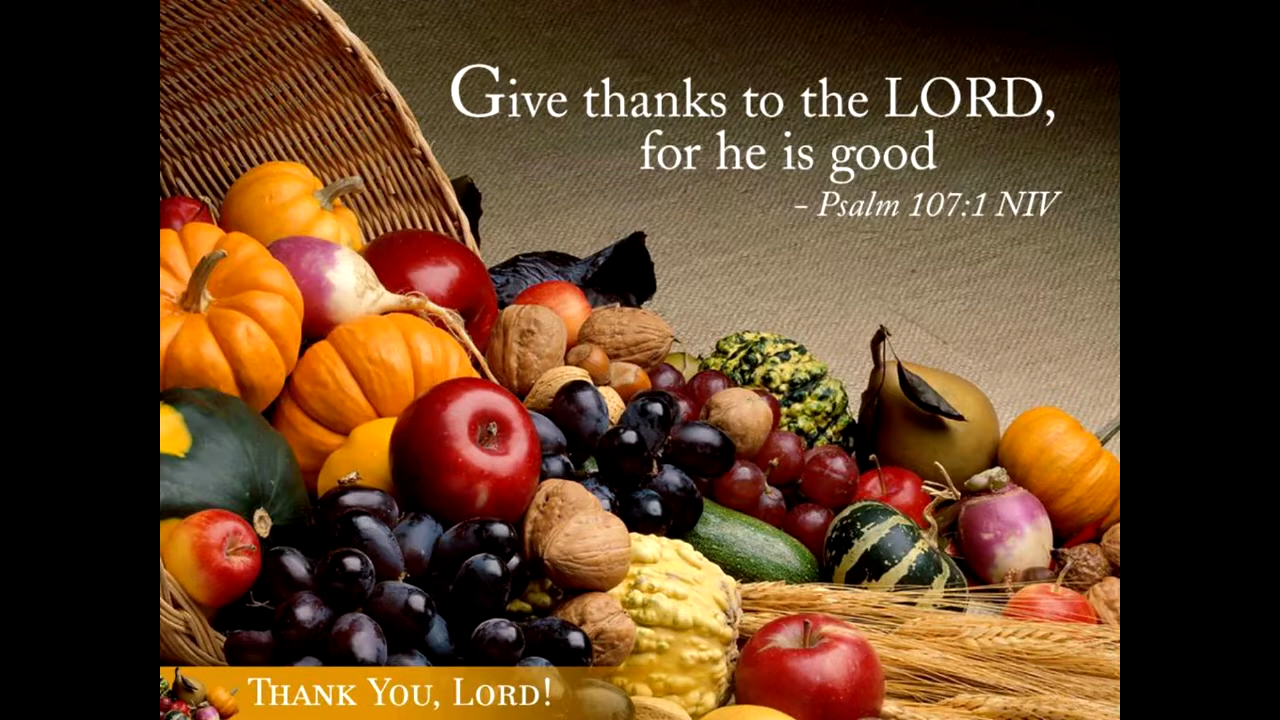 Give thanks to the LORD,
for he is good
– Psalm 107:1 NIV
Thank You, Lord!